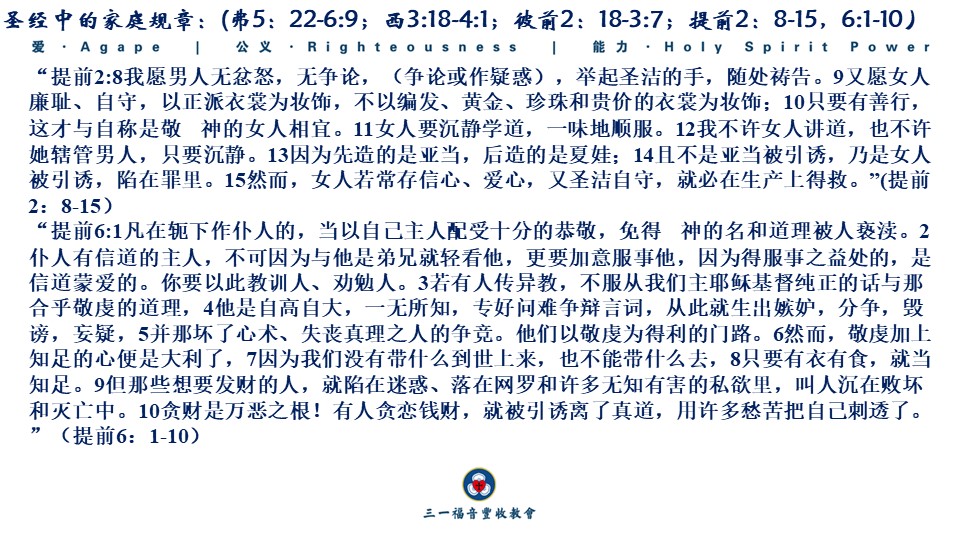 圣经中的家庭规章：(弗5：22-6:9；西3:18-4:1；彼前2：18-3:7；提前2：8-15，6:1-10）
爱·Agape | 公义·Righteousness | 能力·Holy Spirit Power
“提前2:8我愿男人无忿怒，无争论，（争论或作疑惑），举起圣洁的手，随处祷告。9又愿女人
廉耻、自守，以正派衣裳为妆饰，不以编发、黄金、珍珠和贵价的衣裳为妆饰；10只要有善行，
这才与自称是敬　神的女人相宜。11女人要沉静学道，一味地顺服。12我不许女人讲道，也不许
她辖管男人，只要沉静。13因为先造的是亚当，后造的是夏娃；14且不是亚当被引诱，乃是女人
被引诱，陷在罪里。15然而，女人若常存信心、爱心，又圣洁自守，就必在生产上得救。”(提前
2：8-15）
“提前6:1凡在轭下作仆人的，当以自己主人配受十分的恭敬，免得　神的名和道理被人亵渎。2
仆人有信道的主人，不可因为与他是弟兄就轻看他，更要加意服事他，因为得服事之益处的，是
信道蒙爱的。你要以此教训人、劝勉人。3若有人传异教，不服从我们主耶稣基督纯正的话与那
合乎敬虔的道理，4他是自高自大，一无所知，专好问难争辩言词，从此就生出嫉妒，分争，毁
谤，妄疑，5并那坏了心术、失丧真理之人的争竞。他们以敬虔为得利的门路。6然而，敬虔加上
知足的心便是大利了，7因为我们没有带什么到世上来，也不能带什么去，8只要有衣有食，就当
知足。9但那些想要发财的人，就陷在迷惑、落在网罗和许多无知有害的私欲里，叫人沉在败坏
和灭亡中。10贪财是万恶之根！有人贪恋钱财，就被引诱离了真道，用许多愁苦把自己刺透了。
”（提前6：1-10）
三一福音豐收教會